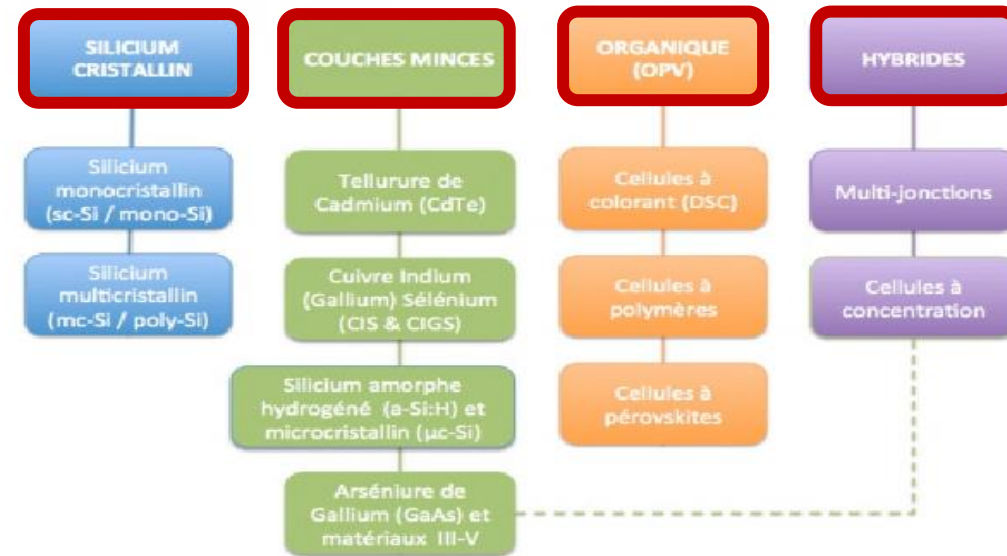 SILICIUM
CRISTALLIN
Silicium
monocristallin
(sc-Si / mono-Si)
Silicium
multicristallin
(mc-Si / poly-Si)
COUCHES MINCES
Tellurure de
Cadmium (CdTe)
Cuivre Indium
(Gallium) Sélénium
(CIS & CIGS)
Silicium amorphe
hydrogéné (a-Si:H) et
microcristallin (µc-Si)
Arséniure de
Gallium (GaAs) et
matériaux III-V
ORGANIQUE
(OPV)
Cellules à
colorant (DSC)
Cellules à
polymères
Cellules à
pérovskites
HYBRIDES
Multi-jonctions
Cellules à
concentration